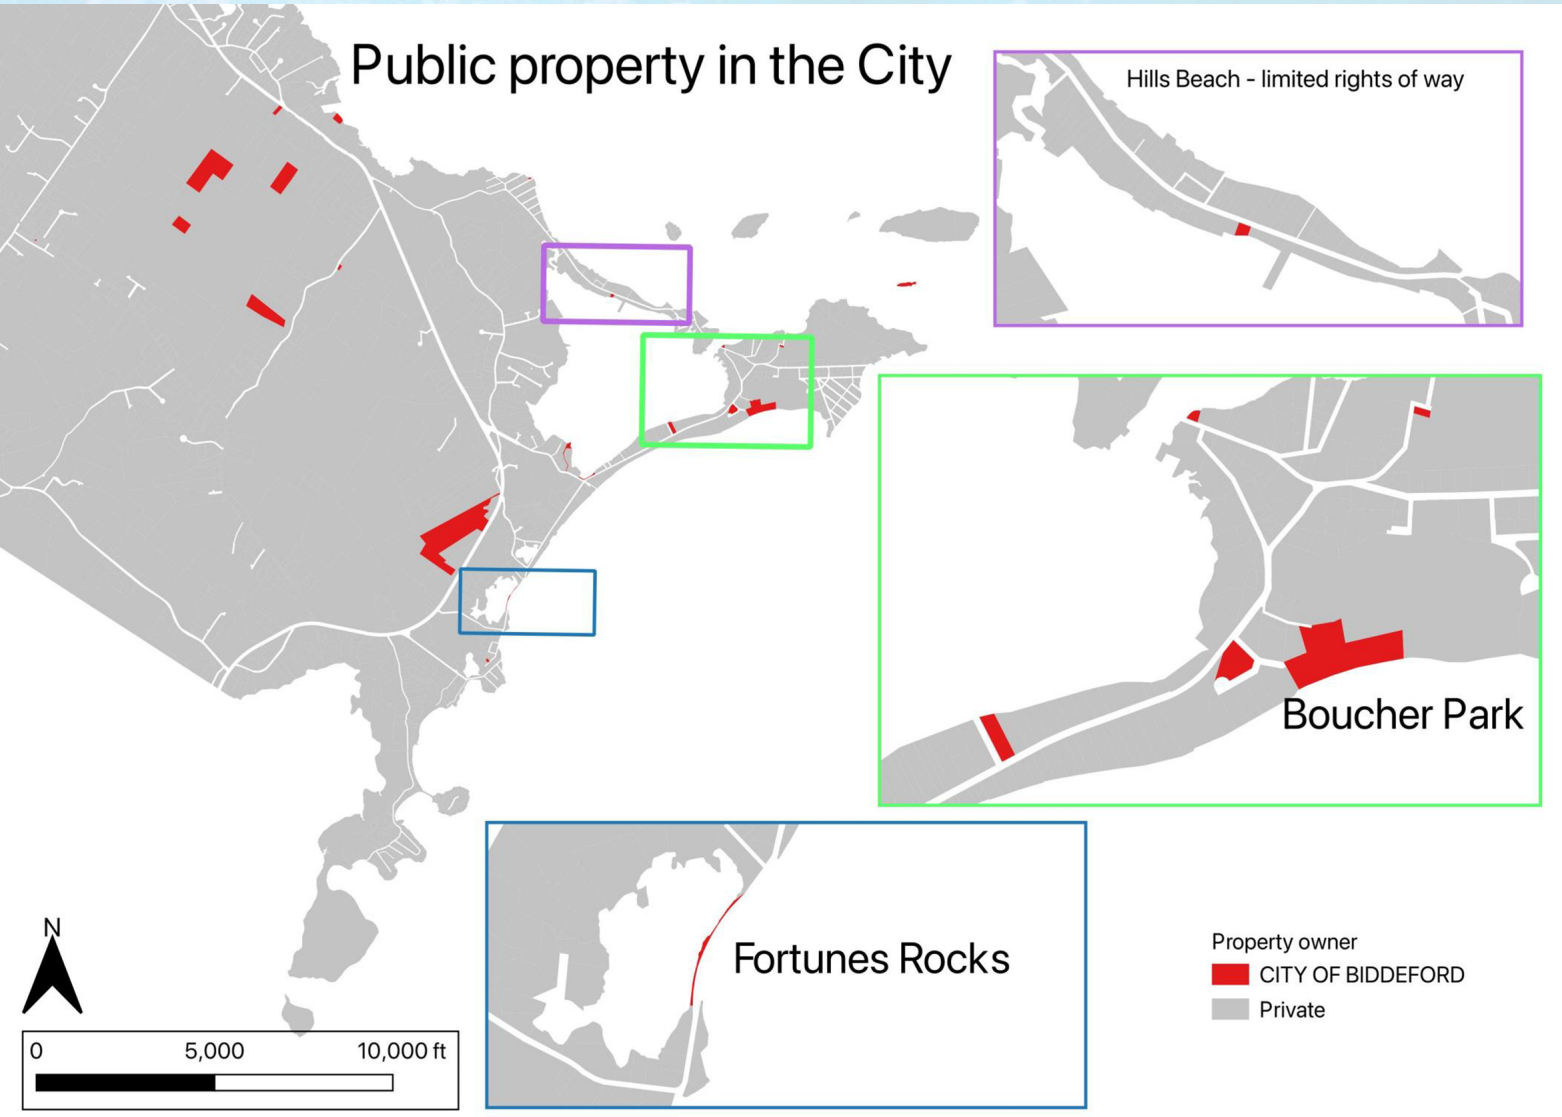 Public property in the City
Hills Beach - limited rights of way
Boucher Park
Fortunes Rocks
Property owner
CITY OF BIDDEFORD
Private
N
0 5,000 10,000 ft